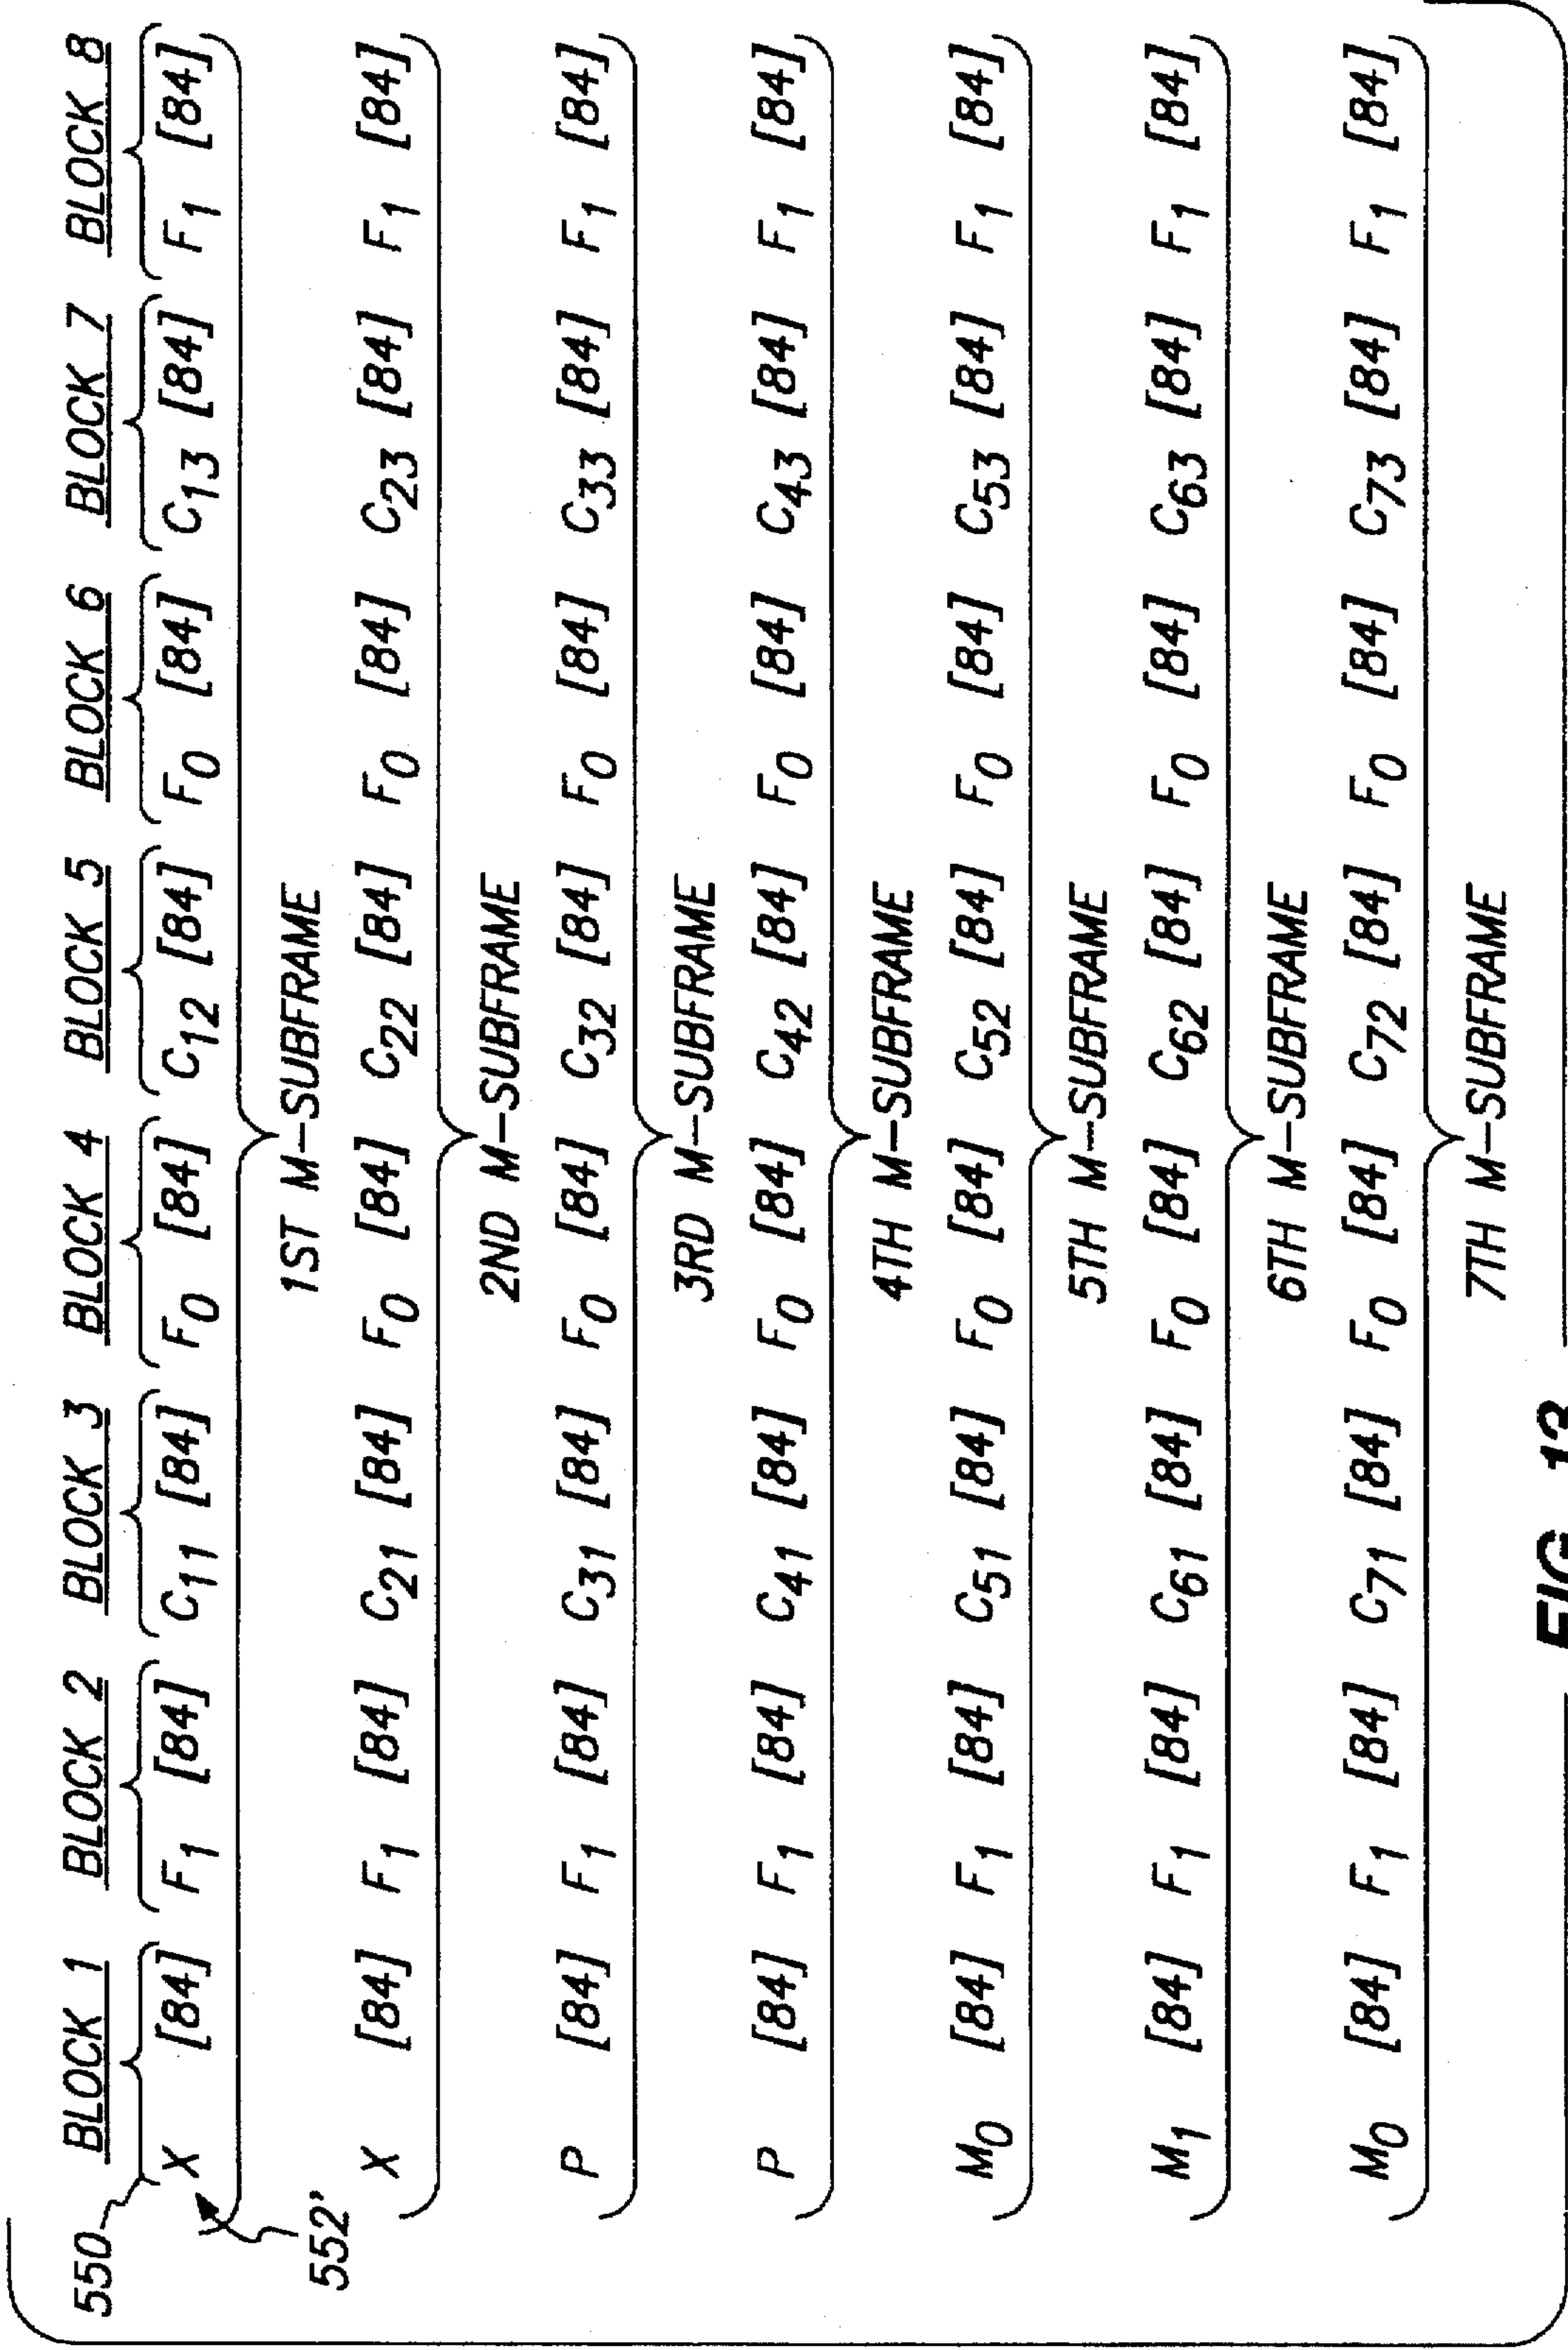 BLOCK 1 BLOCK 2 BLOCK 3 BLOCK 4 BLOCK 5 BLOCK 6 BLOCK 7 BLOCK 8
550
X [84] F1 [84] C11 [84] F0 [84] C12 [84] F0 [84] C13 [84] F1 [84]
552'
1ST M-SUBFRAME
X [84] F1 [84] C21 [84] F0 [84] C22 [84] F0 [84] C23 [84] F1 [84]
2ND M-SUBFRAME
P [84] F1 [84] C31 [84] F0 [84] C32 [84] F0 [84] C33 [84] F1 [84]
3RD M-SUBFRAME
P [84] F1 [84] C41 [84] F0 [84] C42 [84] F0 [84] C43 [84] F1 [84]
4TH M-SUBFRAME
M0 [84] F1 [84] C51 [84] F0 [84] C52 [84] F0 [84] C53 [84] F1 [84]
5TH M-SUBFRAME
M1 [84] F1 [84] C61 [84] F0 [84] C62 [84] F0 [84] C63 [84] F1 [84]
6TH M-SUBFRAME
M0 [84] F1 [84] C71 [84] F0 [84] C72 [84] F0 [84] C73 [84] F1 [84]
7TH M-SUBFRAME
FIG 13